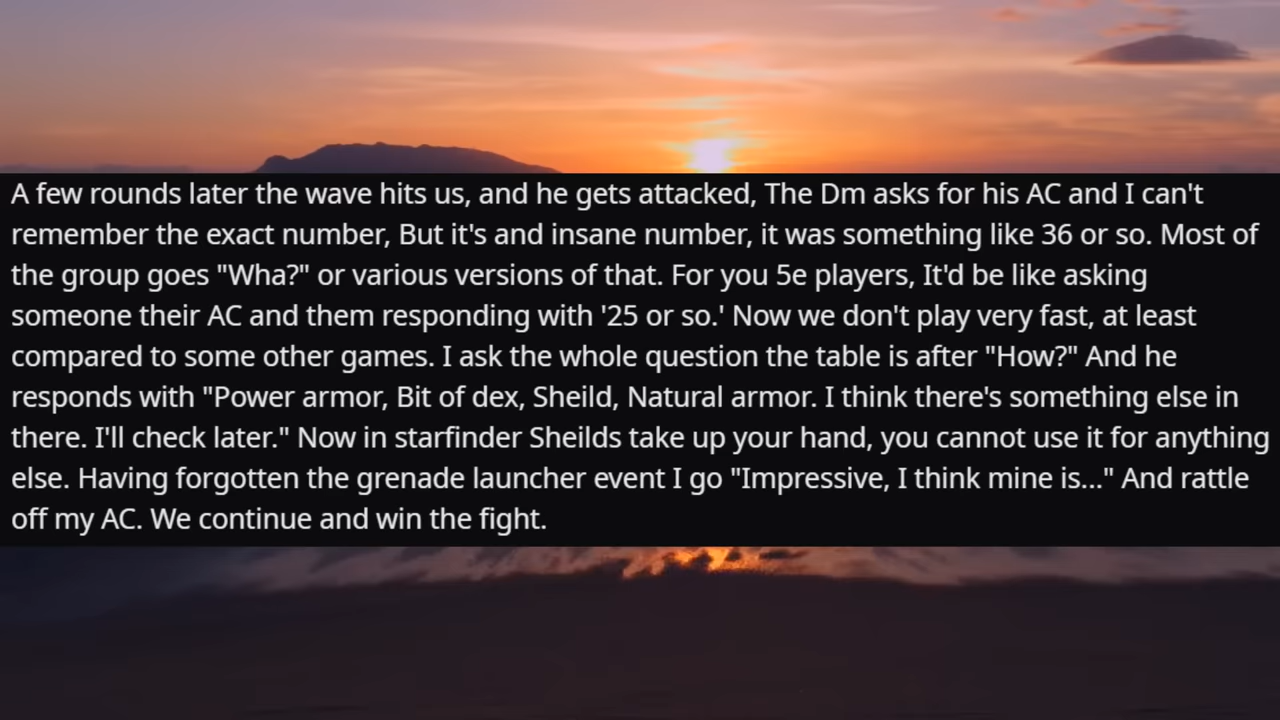 A few rounds later the wave hits us, and he gets attacked, The Dm asks for his AC and I can't
remember the exact number, But it's and insane number, it was something like 36 or so. Most of
the group goes "Wha?" or various versions of that. For you 5e players, It'd be like asking
someone their AC and them responding with '25 or so.' Now we don't play very fast, at least
compared to some other games. I ask the whole question the table is after "How?" And he
responds with "Power armor, Bit of dex, Sheild, Natural armor. I think there's something else in
there. I'll check later." Now in starfinder Sheilds take up your hand, you cannot use it for anything
else. Having forgotten the grenade launcher event I go "Impressive, I think mine is..." And rattle
off my AC. We continue and win the fight.